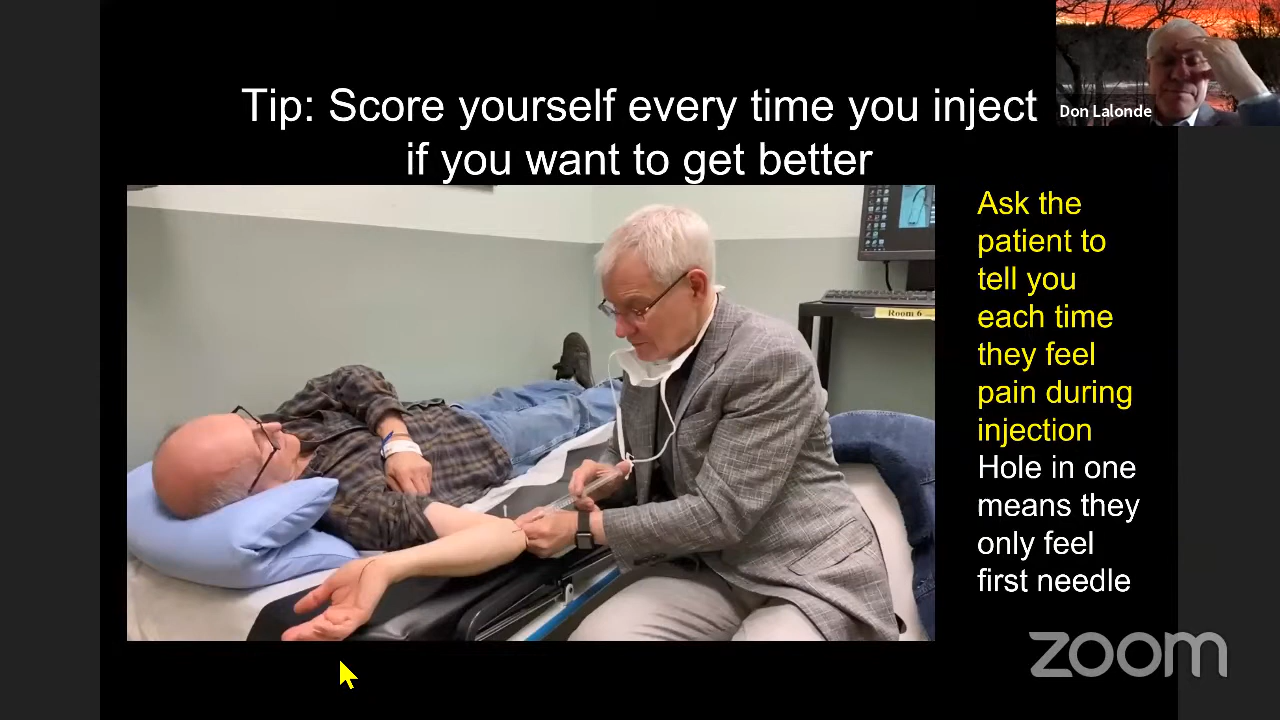 Tip: Score yourself every time you inject
if you want to get better
Don Lalonde
Ask the
patient to
tell you
each time
they feel
pain during
injection
Hole in one
means they
only feel
first needle
Room 6
zoom